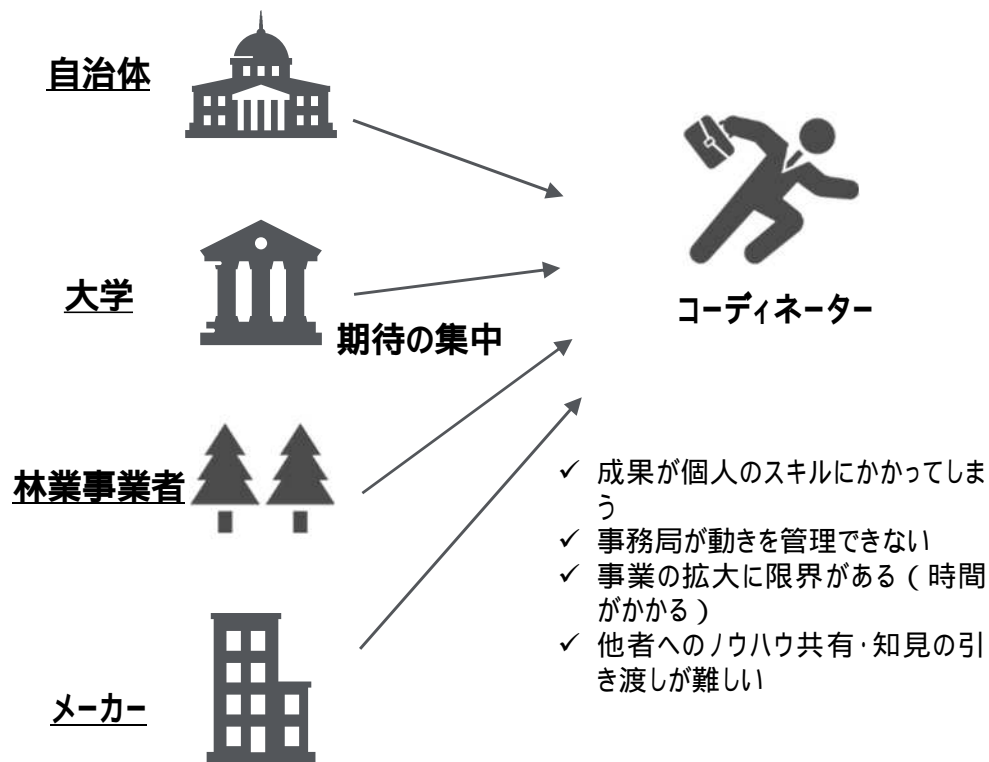 自治体
大学
期待の集中
コーディネーター
林業事業者
✓ 成果が個人のスキルにかかってしま
う
✓ 事務局が動きを管理できない
✓ 事業の拡大に限界がある(時間
がかかる)
✓ 他者へのノウハウ共有・知見の引
き渡しが難しい
メーカー